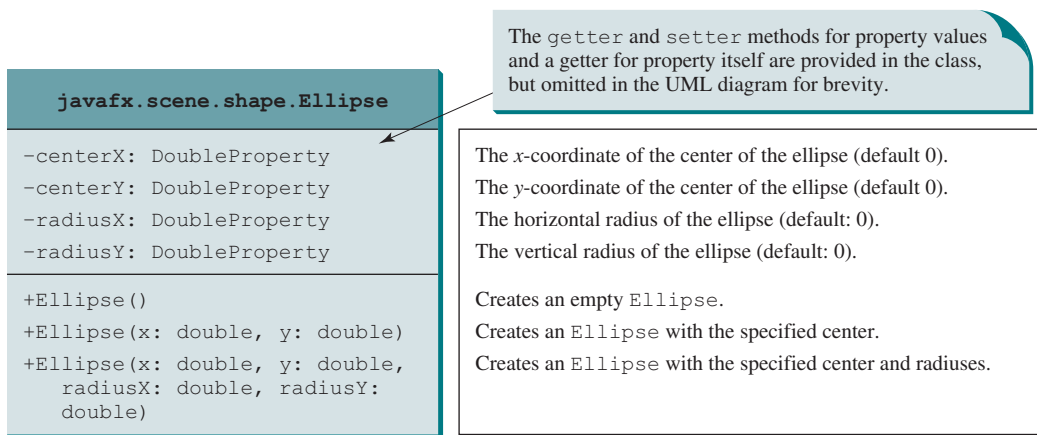 The getter and setter methods for property values
and a getter for property itself are provided in the class,
but omitted in the UML diagram for brevity.
javafx.scene.shape.Ellipse
-centerX: DoubleProperty
-centerY: DoubleProperty
-radiusX: DoubleProperty
-radiusY: DoubleProperty
The x-coordinate of the center of the ellipse (default 0).
The y-coordinate of the center of the ellipse (default 0).
The horizontal radius of the ellipse (default: 0).
The vertical radius of the ellipse (default: 0).
+Ellipse()
+Ellipse(x: double, y: double)
+Ellipse(x: double, y: double,
radiusX: double, radiusY:
double)
Creates an empty Ellipse.
Creates an Ellipse with the specified center.
Creates an Ellipse with the specified center and radiuses.